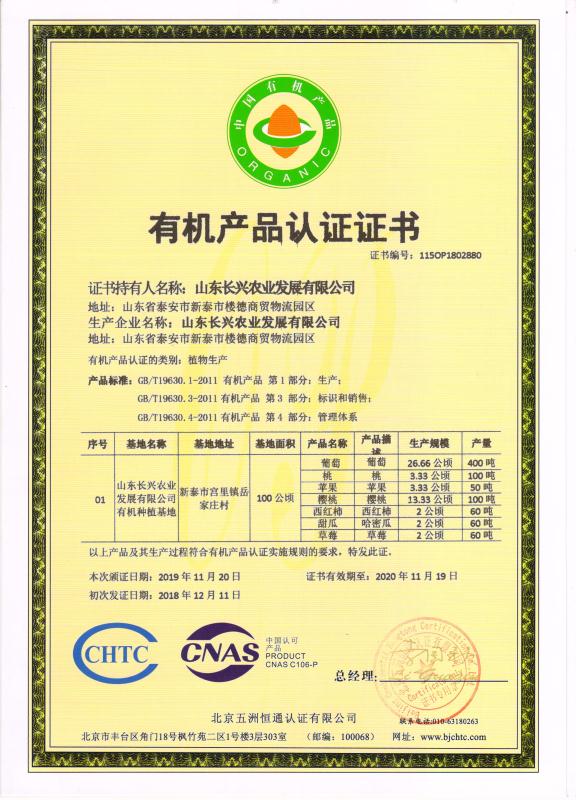 中国有机产品
ORGANIC
有机产品认证证书
证书编号：115OP1802880
证书持有人名称：山东长兴农业发展有限公司
地址：山东省泰安市新泰市楼德商贸物流园区
生产企业名称：山东长兴农业发展有限公司
地址：山东省泰安市新泰市楼德商贸物流园区
有机产品认证的类别：植物生产
产品标准：GB/T19630.1-2011 有机产品 第 1 部分：生产；
GB/T19630.3-2011 有机产品 第 3 部分：标识和销售；
GB/T19630.4-2011 有机产品 第 4 部分：管理体系
序号 基地名称 基地地址 基地面积 产品名称 产品描述 生产规模 产量
01 山东长兴农业发展有限公司有机种植基地 新泰市宫里镇岳家庄村 100 公顷
葡萄 葡萄 26.66 公顷 400 吨
桃 桃 3.33 公顷 100 吨
苹果 苹果 3.33 公顷 50 吨
樱桃 樱桃 13.33 公顷 100 吨
西红柿 西红柿 2 公顷 60 吨
甜瓜 哈密瓜 2 公顷 60 吨
草莓 草莓 2 公顷 60 吨
以上产品及其生产过程符合有机产品认证实施规则的要求，特发此证。
本次颁证日期：2019 年 11 月 20 日 证书有效期至：2020 年 11 月 19 日
初次发证日期：2018 年 12 月 11 日
CHTC
CNAS
中国认可
产品
PRODUCT
CNAS C106-P
总经理：
北京五洲恒通认证有限公司 联系电话:010-63180263
北京市丰台区角门18号枫竹苑二区1号楼3层303室 （邮编：100068） 网址：www.bjchtc.com